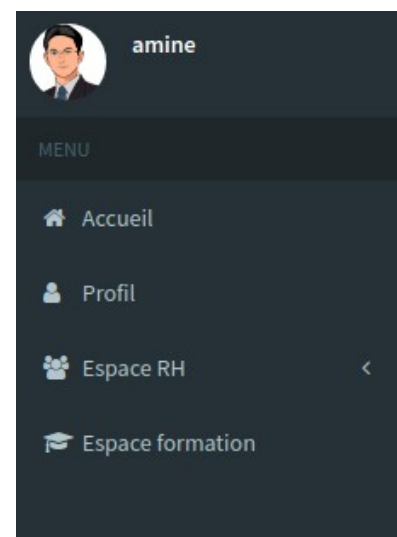 amine
MENU
Accueil
Profil
Espace RH
Espace formation